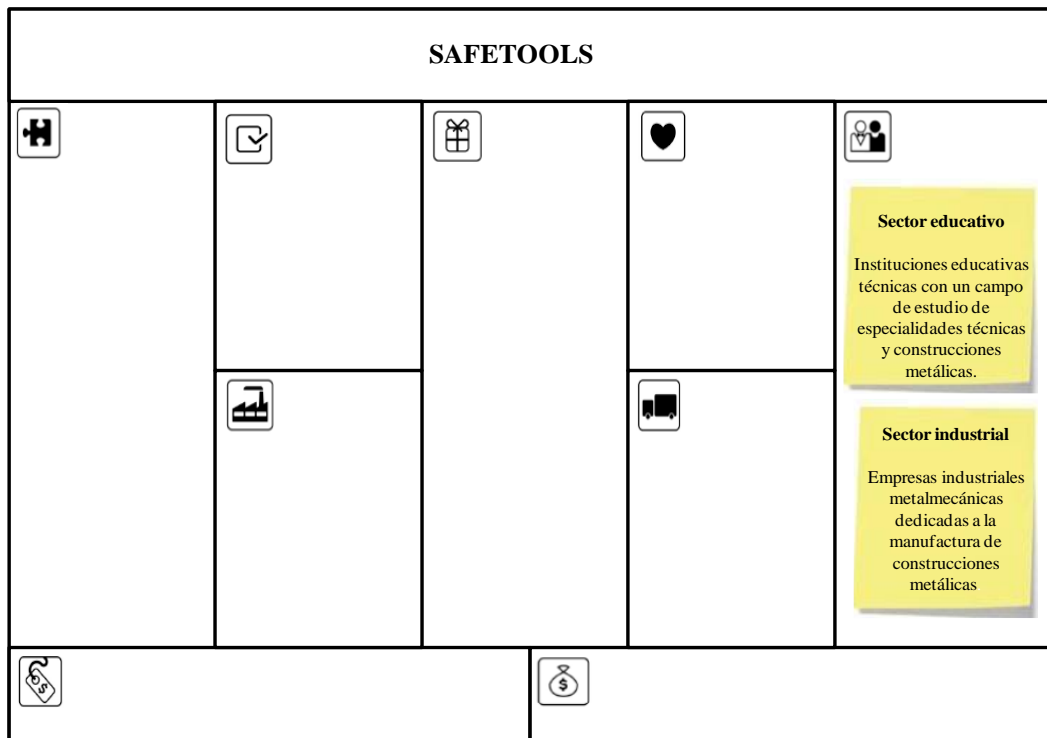 SAFETOOLS
Sector educativo
Instituciones educativas
técnicas con un campo
de estudio de
especialidades técnicas
y construcciones
metálicas.
Sector industrial
Empresas industriales
metalmecánicas
dedicadas a la
manufactura de
construcciones
metálicas
$
$